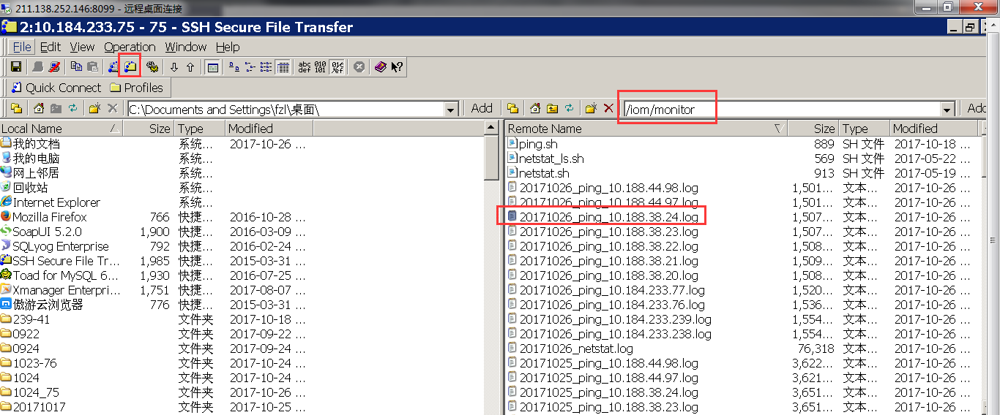 211.138.252.146:8099 - 远程桌面连接
2:10.184.233.75 - 75 - SSH Secure File Transfer
File Edit View Operation Window Help
abc def 010 101
Quick Connect Profiles
C:\Documents and Settings\fzl\桌面\ Add /iom/monitor Add
Local Name Size Type Modified Remote Name Size Type Modified
我的文档 系统... 2017-10-26 ... ping.sh 889 SH 文件 2017-10-18 ...
我的电脑 系统... netstat_ls.sh 569 SH 文件 2017-05-22 ...
网上邻居 系统... netstat.sh 913 SH 文件 2017-05-19 ...
回收站 系统... 20171026_ping_10.188.44.98.log 1,501... 文本... 2017-10-26 ...
Internet Explorer 系统... 20171026_ping_10.188.44.97.log 1,501... 文本... 2017-10-26 ...
Mozilla Firefox 766 快捷... 2016-10-28 ... 20171026_ping_10.188.38.24.log 1,507... 文本... 2017-10-26 ...
SoapUI 5.2.0 1,900 快捷... 2016-03-09 ... 20171026_ping_10.188.38.23.log 1,507... 文本... 2017-10-26 ...
SQLyog Enterprise 792 快捷... 2016-02-24 ... 20171026_ping_10.188.38.22.log 1,508... 文本... 2017-10-26 ...
SSH Secure File Tr... 1,985 快捷... 2015-03-31 ... 20171026_ping_10.188.38.21.log 1,509... 文本... 2017-10-26 ...
Toad for MySQL 6... 1,930 快捷... 2016-07-25 ... 20171026_ping_10.188.38.20.log 1,508... 文本... 2017-10-26 ...
Xmanager Enterpri... 1,751 快捷... 2017-08-07 ... 20171026_ping_10.184.233.77.log 1,520... 文本... 2017-10-26 ...
傲游云浏览器 776 快捷... 2015-03-31 ... 20171026_ping_10.184.233.76.log 1,536... 文本... 2017-10-26 ...
239-41 文件夹 2017-10-18 ... 20171026_ping_10.184.233.239.log 1,554... 文本... 2017-10-26 ...
0922 文件夹 2017-09-22 ... 20171026_ping_10.184.233.238.log 1,554... 文本... 2017-10-26 ...
0924 文件夹 2017-09-24 ... 20171026_netstat.log 76,318 文本... 2017-10-26 ...
1023-76 文件夹 2017-10-24 ... 20171025_ping_10.188.44.98.log 3,622... 文本... 2017-10-26 ...
1024 文件夹 2017-10-24 ... 20171025_ping_10.188.44.97.log 3,621... 文本... 2017-10-26 ...
1024_75 文件夹 2017-10-26 ... 20171025_ping_10.188.38.24.log 3,651... 文本... 2017-10-26 ...
20171017 文件夹 2017-10-25 ... 20171025_ping_10.188.38.23.log 3,651... 文本... 2017-10-26 ...